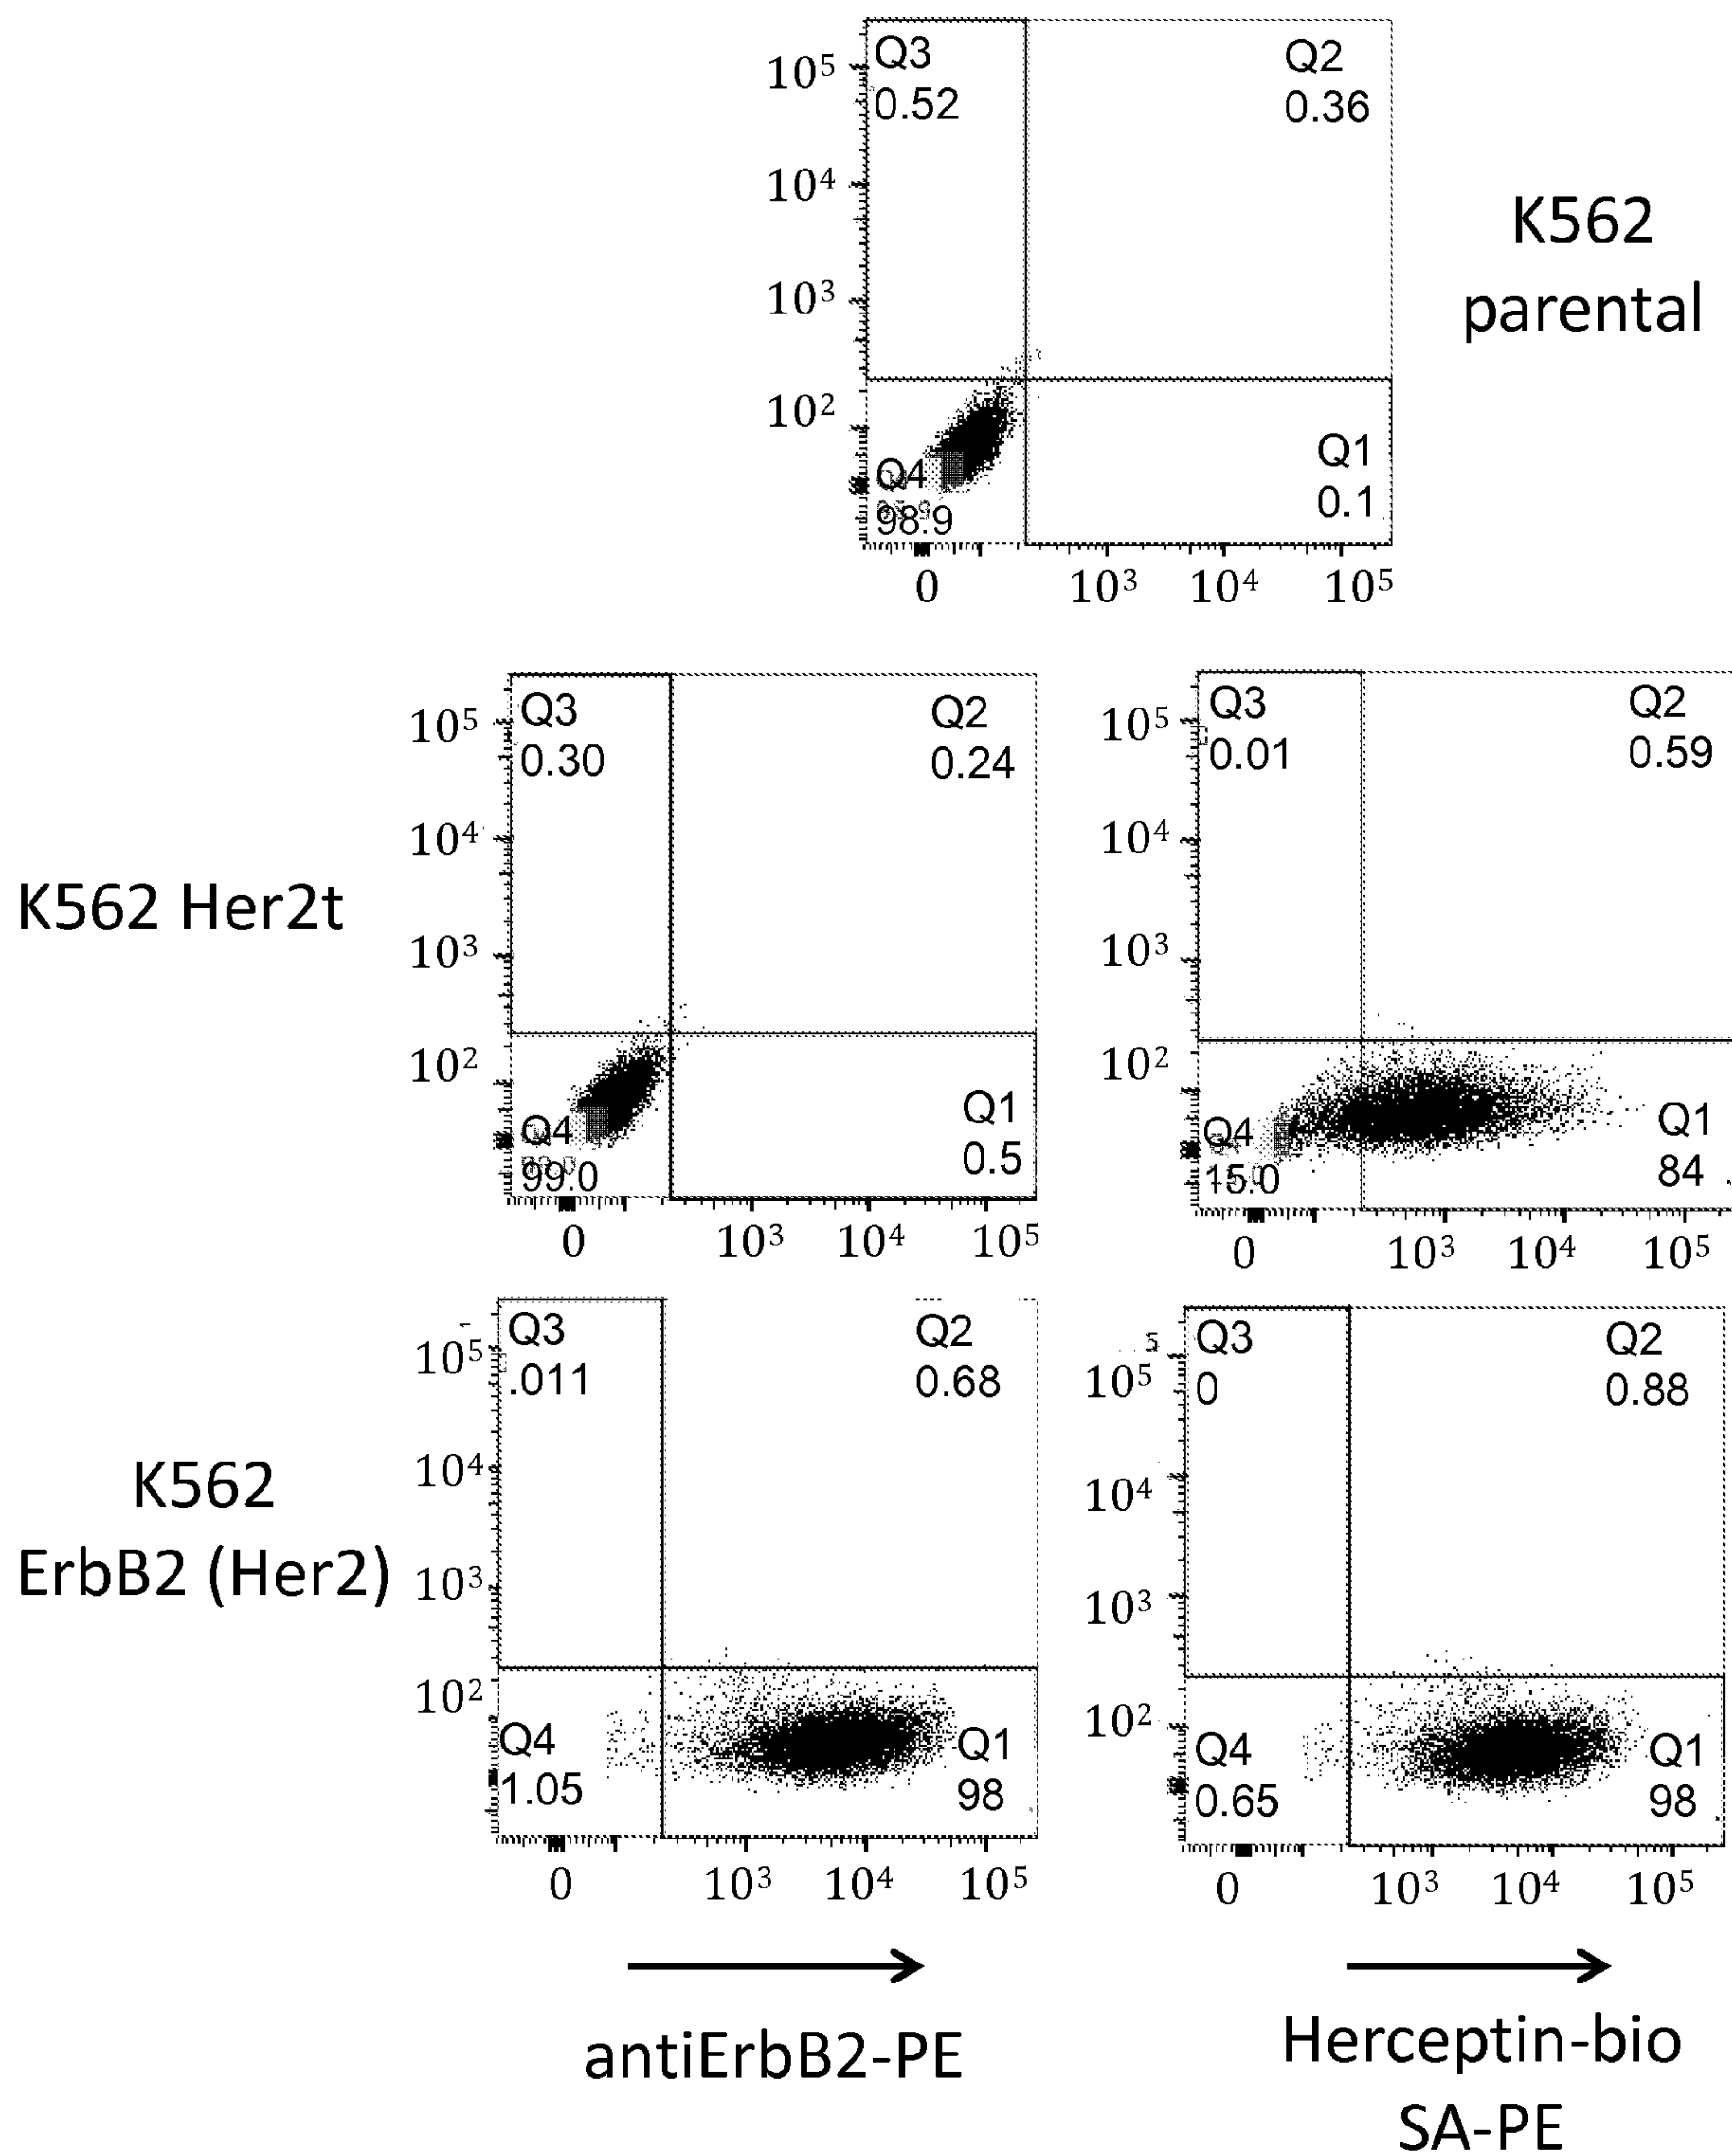 Q3
0.52
Q2
0.36
10⁵
10⁴
10³
10²
Q4
98.9
Q1
0.1
0 10³ 10⁴ 10⁵
K562
parental
K562 Her2t
Q3
0.30
Q2
0.24
10⁵
10⁴
10³
10²
Q4
99.0
Q1
0.5
0 10³ 10⁴ 10⁵
Q3
0.01
Q2
0.59
10⁵
10⁴
10³
10²
Q4
15.0
Q1
84
0 10³ 10⁴ 10⁵
K562
ErbB2 (Her2)
Q3
.011
Q2
0.68
10⁵
10⁴
10³
10²
Q4
1.05
Q1
98
0 10³ 10⁴ 10⁵
Q3
0
Q2
0.88
5
10⁵
10⁴
10³
10²
Q4
0.65
Q1
98
0 10³ 10⁴ 10⁵
antiErbB2-PE
Herceptin-bio
SA-PE